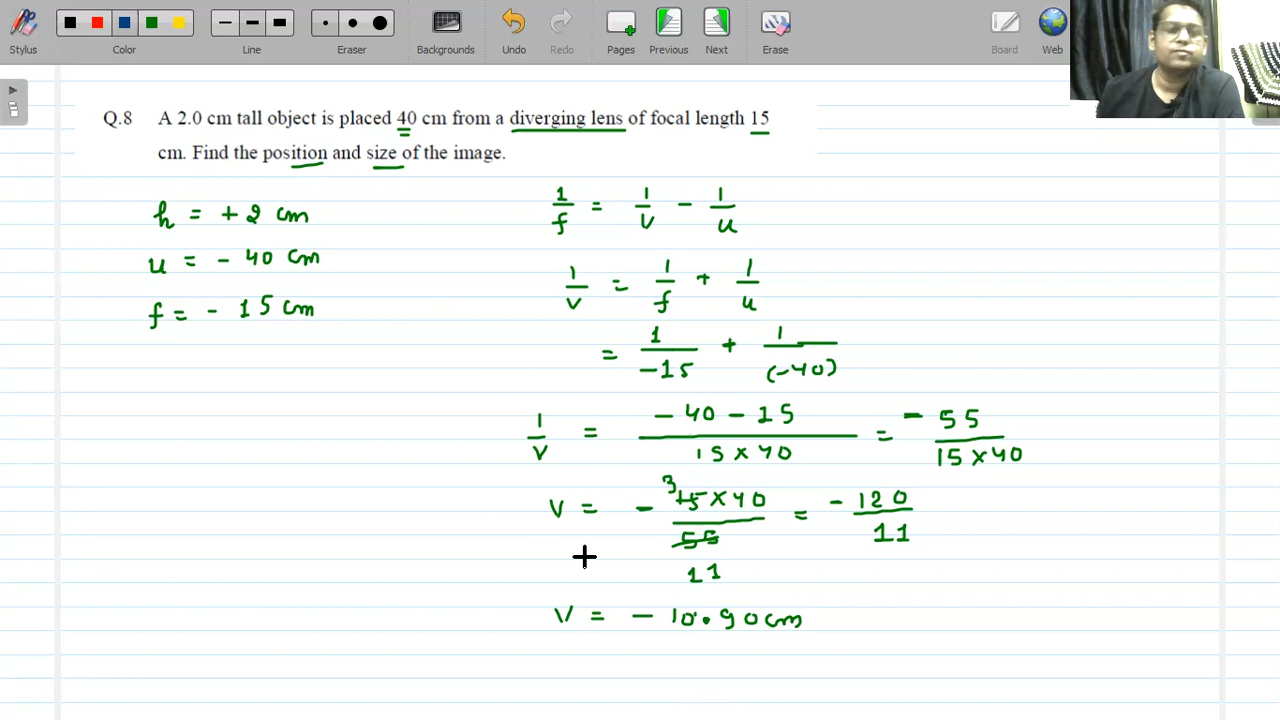 Stylus Color Line Eraser Backgrounds Undo Redo Pages Previous Next Erase Board Web
Q.8 A 2.0 cm tall object is placed 40 cm from a diverging lens of focal length 15
cm. Find the position and size of the image.
h = + 2 cm
u = - 40 cm
f = - 15 cm
1/f = 1/v - 1/u
1/v = 1/f + 1/u
= 1/-15 + 1/(-40)
1/v = - 40 - 15 / 15 × 40 = - 55 / 15 × 40
v = - 3 15 × 40 / 55 11 = - 120 / 11
v = - 10.90 cm